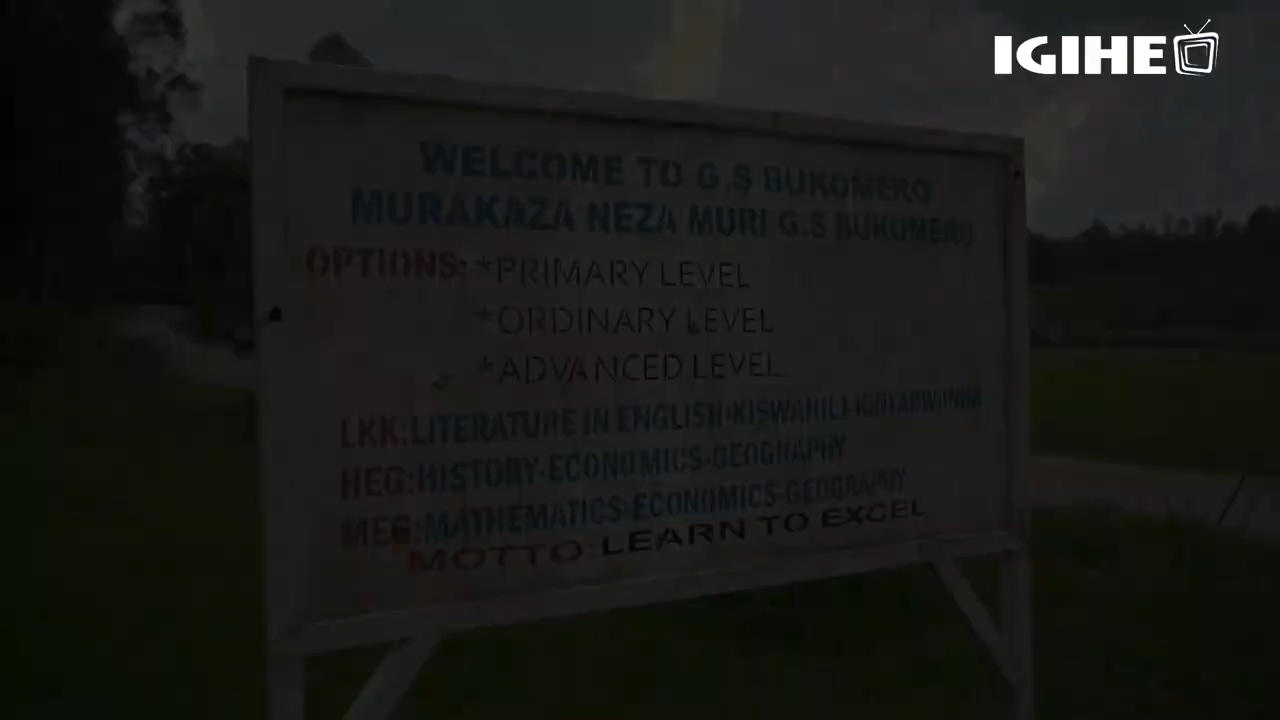 IGIHE
WELCOME TO G.S BUKOMERO
MURAKAZA NEZA MURI G.S BUKOMERO
OPTIONS: *PRIMARY LEVEL
*ORDINARY LEVEL
*ADVANCED LEVEL
LKK:LITERATURE IN ENGLISH-KISWAHILI-KINYARWANDA
HEG:HISTORY-ECONOMICS-GEOGRAPHY
MEG:MATHEMATICS-ECONOMICS-GEOGRAPHY
MOTTO:LEARN TO EXCEL